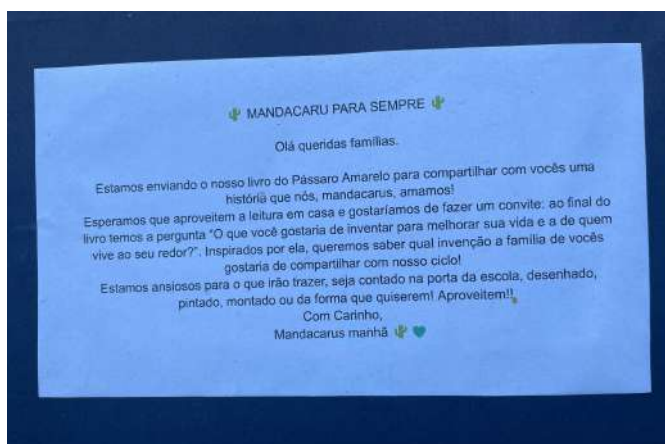 🌵 MANDACARU PARA SEMPRE 🌵
Olá queridas famílias.
Estamos enviando o nosso livro do Pássaro Amarelo para compartilhar com vocês uma
história que nós, mandacarus, amamos!
Esperamos que aproveitem a leitura em casa e gostaríamos de fazer um convite: ao final do
livro temos a pergunta "O que você gostaria de inventar para melhorar sua vida e a de quem
vive ao seu redor?". Inspirados por ela, queremos saber qual invenção a família de vocês
gostaria de compartilhar com nosso ciclo!
Estamos ansiosos para o que irão trazer, seja contado na porta da escola, desenhado,
pintado, montado ou da forma que quiserem! Aproveitem!!
Com Carinho,
Mandacarus manhã 🌵 💚